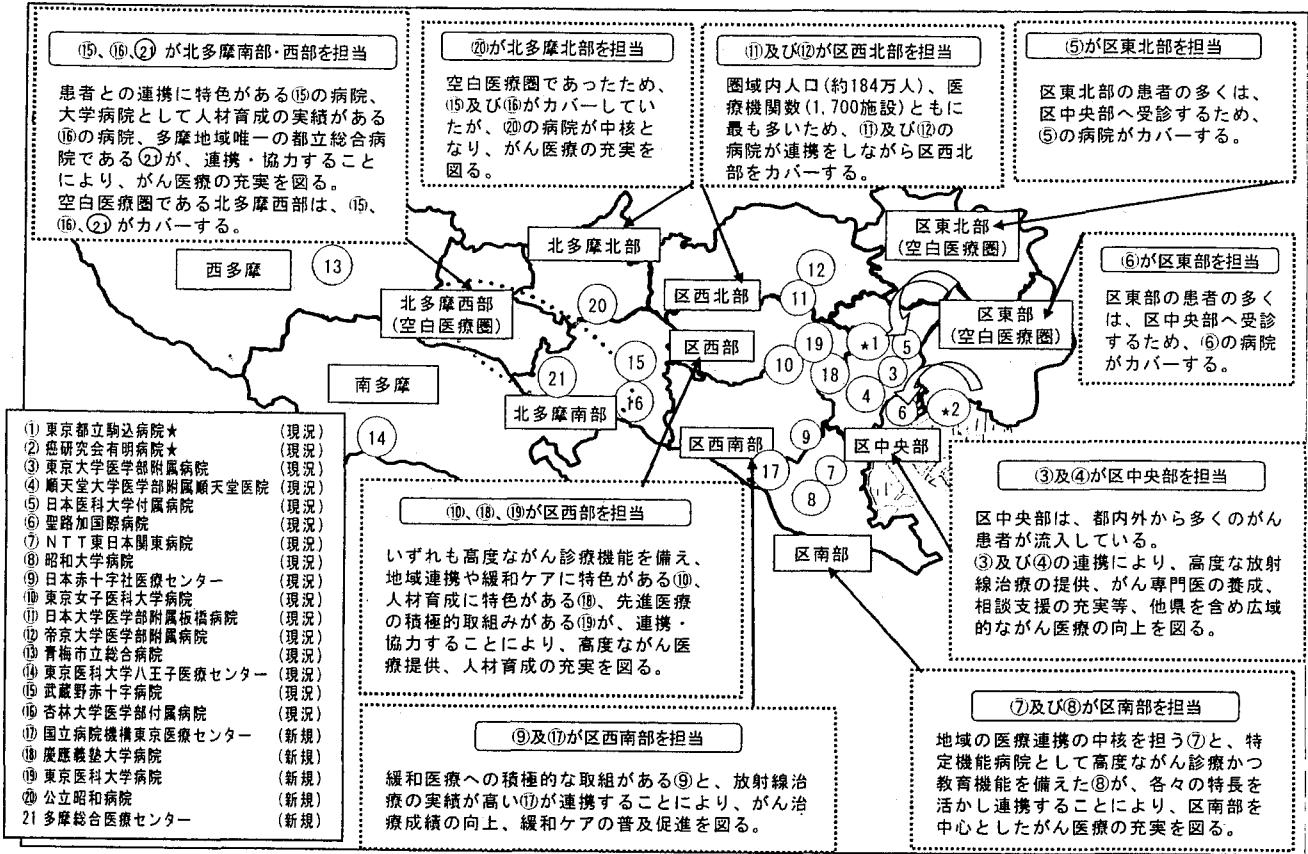 ⑮、⑯、㉑ が北多摩南部・西部を担当
患者との連携に特色がある⑮の病院、
大学病院として人材育成の実績がある
⑯の病院、多摩地域唯一の都立総合病
院である㉑が、連携・協力すること
により、がん医療の充実を図る。
空白医療圏である北多摩西部は、⑮、
⑯、㉑がカバーする。
⑳が北多摩北部を担当
空白医療圏であったため、
⑮及び⑯がカバーしてい
たが、⑳の病院が中核と
なり、がん医療の充実を
図る。
⑪及び⑫が区西北部を担当
圏域内人口(約184万人)、医
療機関数(1,700施設)ともに
最も多いため、⑪及び⑫の
病院が連携をしながら区西北
部をカバーする。
⑤が区東北部を担当
区東北部の患者の多くは、
区中央部へ受診するため、
⑤の病院がカバーする。
⑥が区東部を担当
区東部の患者の多く
は、区中央部へ受診
するため、⑥の病院
がカバーする。
西多摩
⑬
北多摩北部
北多摩西部
(空白医療圏)
⑳
区西北部
⑫
⑪
区東北部
(空白医療圏)
区東部
(空白医療圏)
区西部
⑩
⑲
⑱
★1
⑤
③
④
⑥
★2
南多摩
⑭
㉑
⑮
⑯
北多摩南部
区西南部
⑨
⑰
⑦
⑧
区中央部
区南部
① 東京都立駒込病院★ (現況)
② 癌研究会有明病院★ (現況)
③ 東京大学医学部附属病院 (現況)
④ 順天堂大学医学部附属順天堂医院 (現況)
⑤ 日本医科大学付属病院 (現況)
⑥ 聖路加国際病院 (現況)
⑦ NTT東日本関東病院 (現況)
⑧ 昭和大学病院 (現況)
⑨ 日本赤十字社医療センター (現況)
⑩ 東京女子医科大学病院 (現況)
⑪ 日本大学医学部附属板橋病院 (現況)
⑫ 帝京大学医学部附属病院 (現況)
⑬ 青梅市立総合病院 (現況)
⑭ 東京医科大学八王子医療センター (現況)
⑮ 武蔵野赤十字病院 (現況)
⑯ 杏林大学医学部付属病院 (現況)
⑰ 国立病院機構東京医療センター (新規)
⑱ 慶應義塾大学病院 (新規)
⑲ 東京医科大学病院 (新規)
⑳ 公立昭和病院 (新規)
21 多摩総合医療センター (新規)
⑩、⑱、⑲が区西部を担当
いずれも高度ながん診療機能を備え、
地域連携や緩和ケアに特色がある⑩、
人材育成に特色がある⑱、先進医療
の積極的取組みがある⑲が、連携・
協力することにより、高度ながん医
療提供、人材育成の充実を図る。
⑨及び⑰が区西南部を担当
緩和医療への積極的な取組がある⑨と、放射線治
療の実績が高い⑰が連携することにより、がん治
療成績の向上、緩和ケアの普及促進を図る。
③及び④が区中央部を担当
区中央部は、都内外から多くのがん
患者が流入している。
③及び④の連携により、高度な放射
線治療の提供、がん専門医の養成、
相談支援の充実等、他県を含め広域
的ながん医療の向上を図る。
⑦及び⑧が区南部を担当
地域の医療連携の中核を担う⑦と、特
定機能病院として高度ながん診療かつ
教育機能を備えた⑧が、各々の特長を
活かし連携することにより、区南部を
中心としたがん医療の充実を図る。